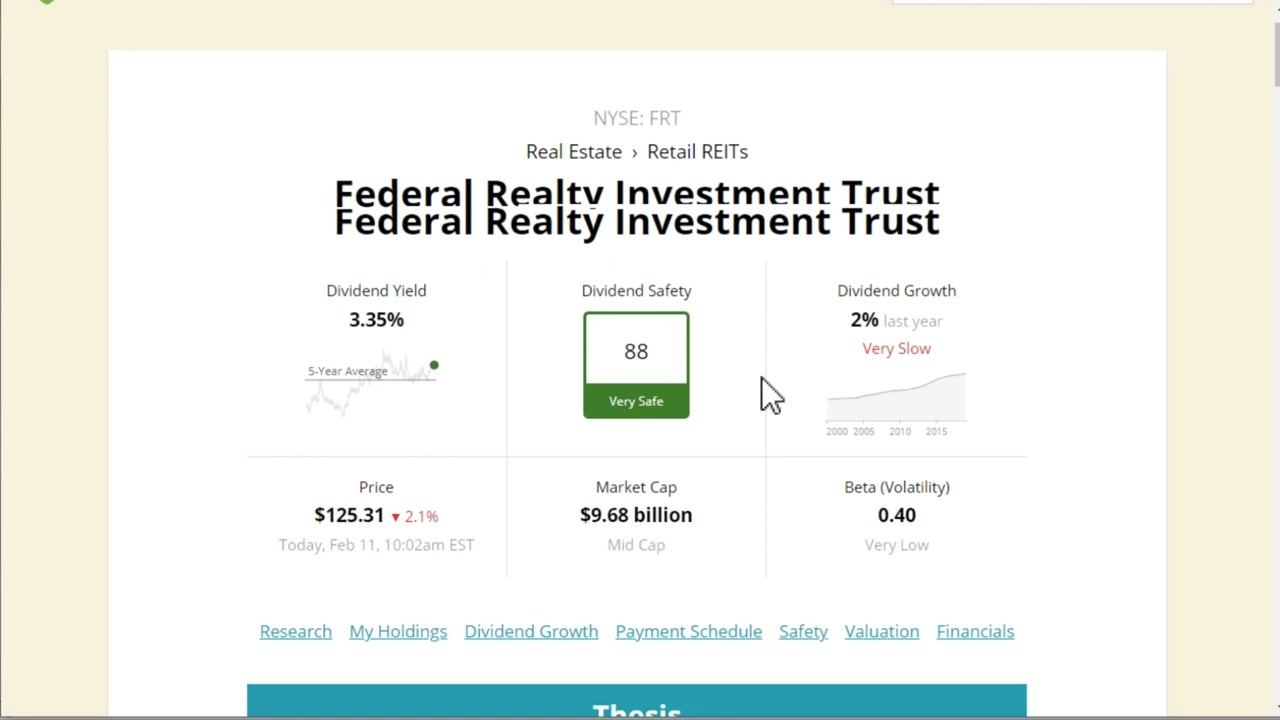 NYSE: FRT
Real Estate › Retail REITs
Federal Realty Investment Trust
Federal Realty Investment Trust
Dividend Yield
3.35%
5-Year Average
Dividend Safety
88
Very Safe
Dividend Growth
2% last year
Very Slow
2000 2005 2010 2015
Price
$125.31 ▼ 2.1%
Today, Feb 11, 10:02am EST
Market Cap
$9.68 billion
Mid Cap
Beta (Volatility)
0.40
Very Low
Research My Holdings Dividend Growth Payment Schedule Safety Valuation Financials
Thesis